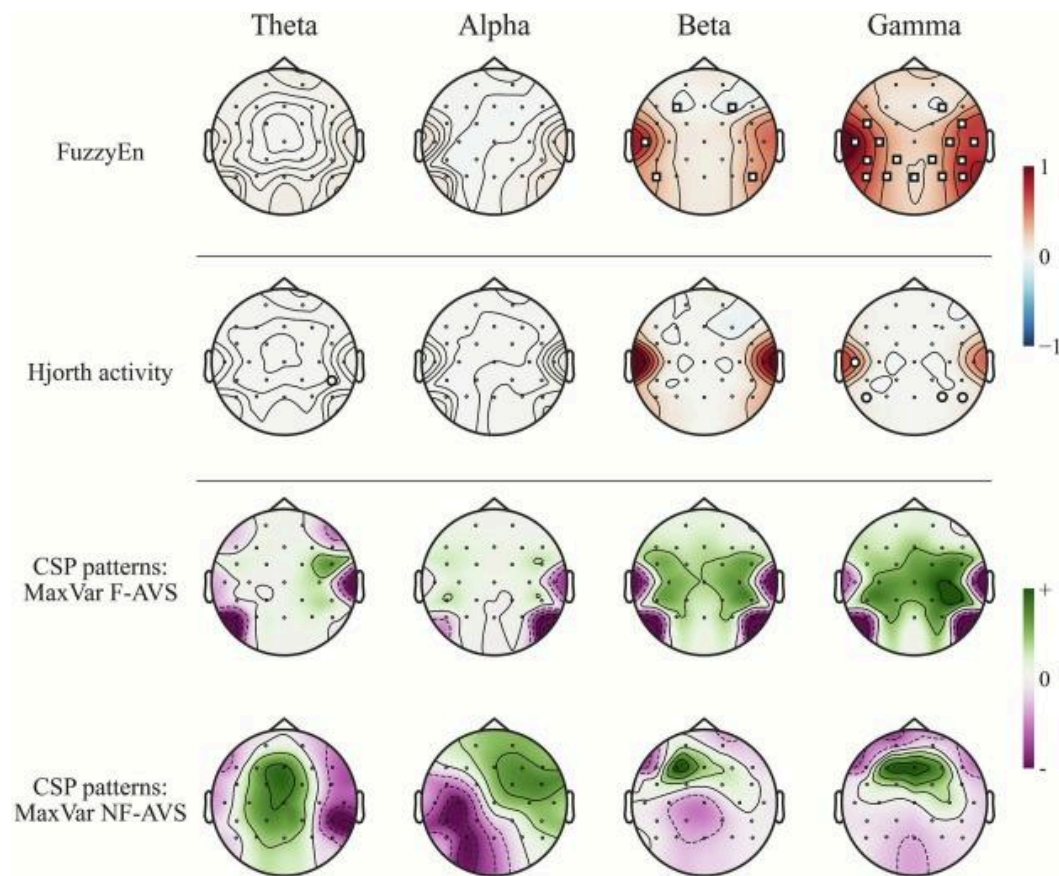 Theta Alpha Beta Gamma
FuzzyEn
1
0
−1
Hjorth activity
CSP patterns:
MaxVar F-AVS
+
0
-
CSP patterns:
MaxVar NF-AVS